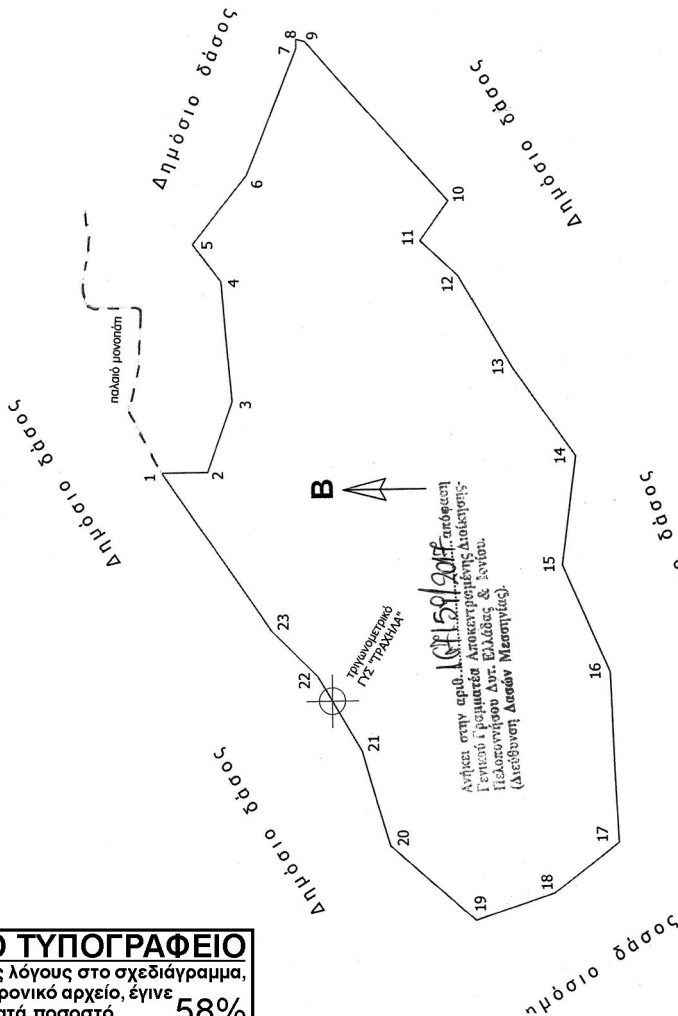 Δημόσιο δάσος
Δημόσιο δάσος
παλαιό μονοπάτι
1
2
3
4
5
6
7
8
9
10
11
12
13
14
15
16
17
18
19
20
21
22
23
Β
τριγωνομετρικό
ΓΥΣ "ΤΡΑΧΗΛΑ"
Δημόσιο δάσος
Δημόσιο δάσος
δάσος
ημόσιο δάσος
Ανήκει στην αριθ. 167159/2017 απόφαση
Γενικού Γραμματέα Αποκεντρωμένης Διοίκησης
Πελοποννήσου Δυτ. Ελλάδας & Ιονίου.
(Διεύθυνση Δασών Μεσσηνίας).
Ο ΤΥΠΟΓΡΑΦΕΙΟ
ς λόγους στο σχεδιάγραμμα,
ρονικό αρχείο, έγινε
ατά ποσοστό 58%